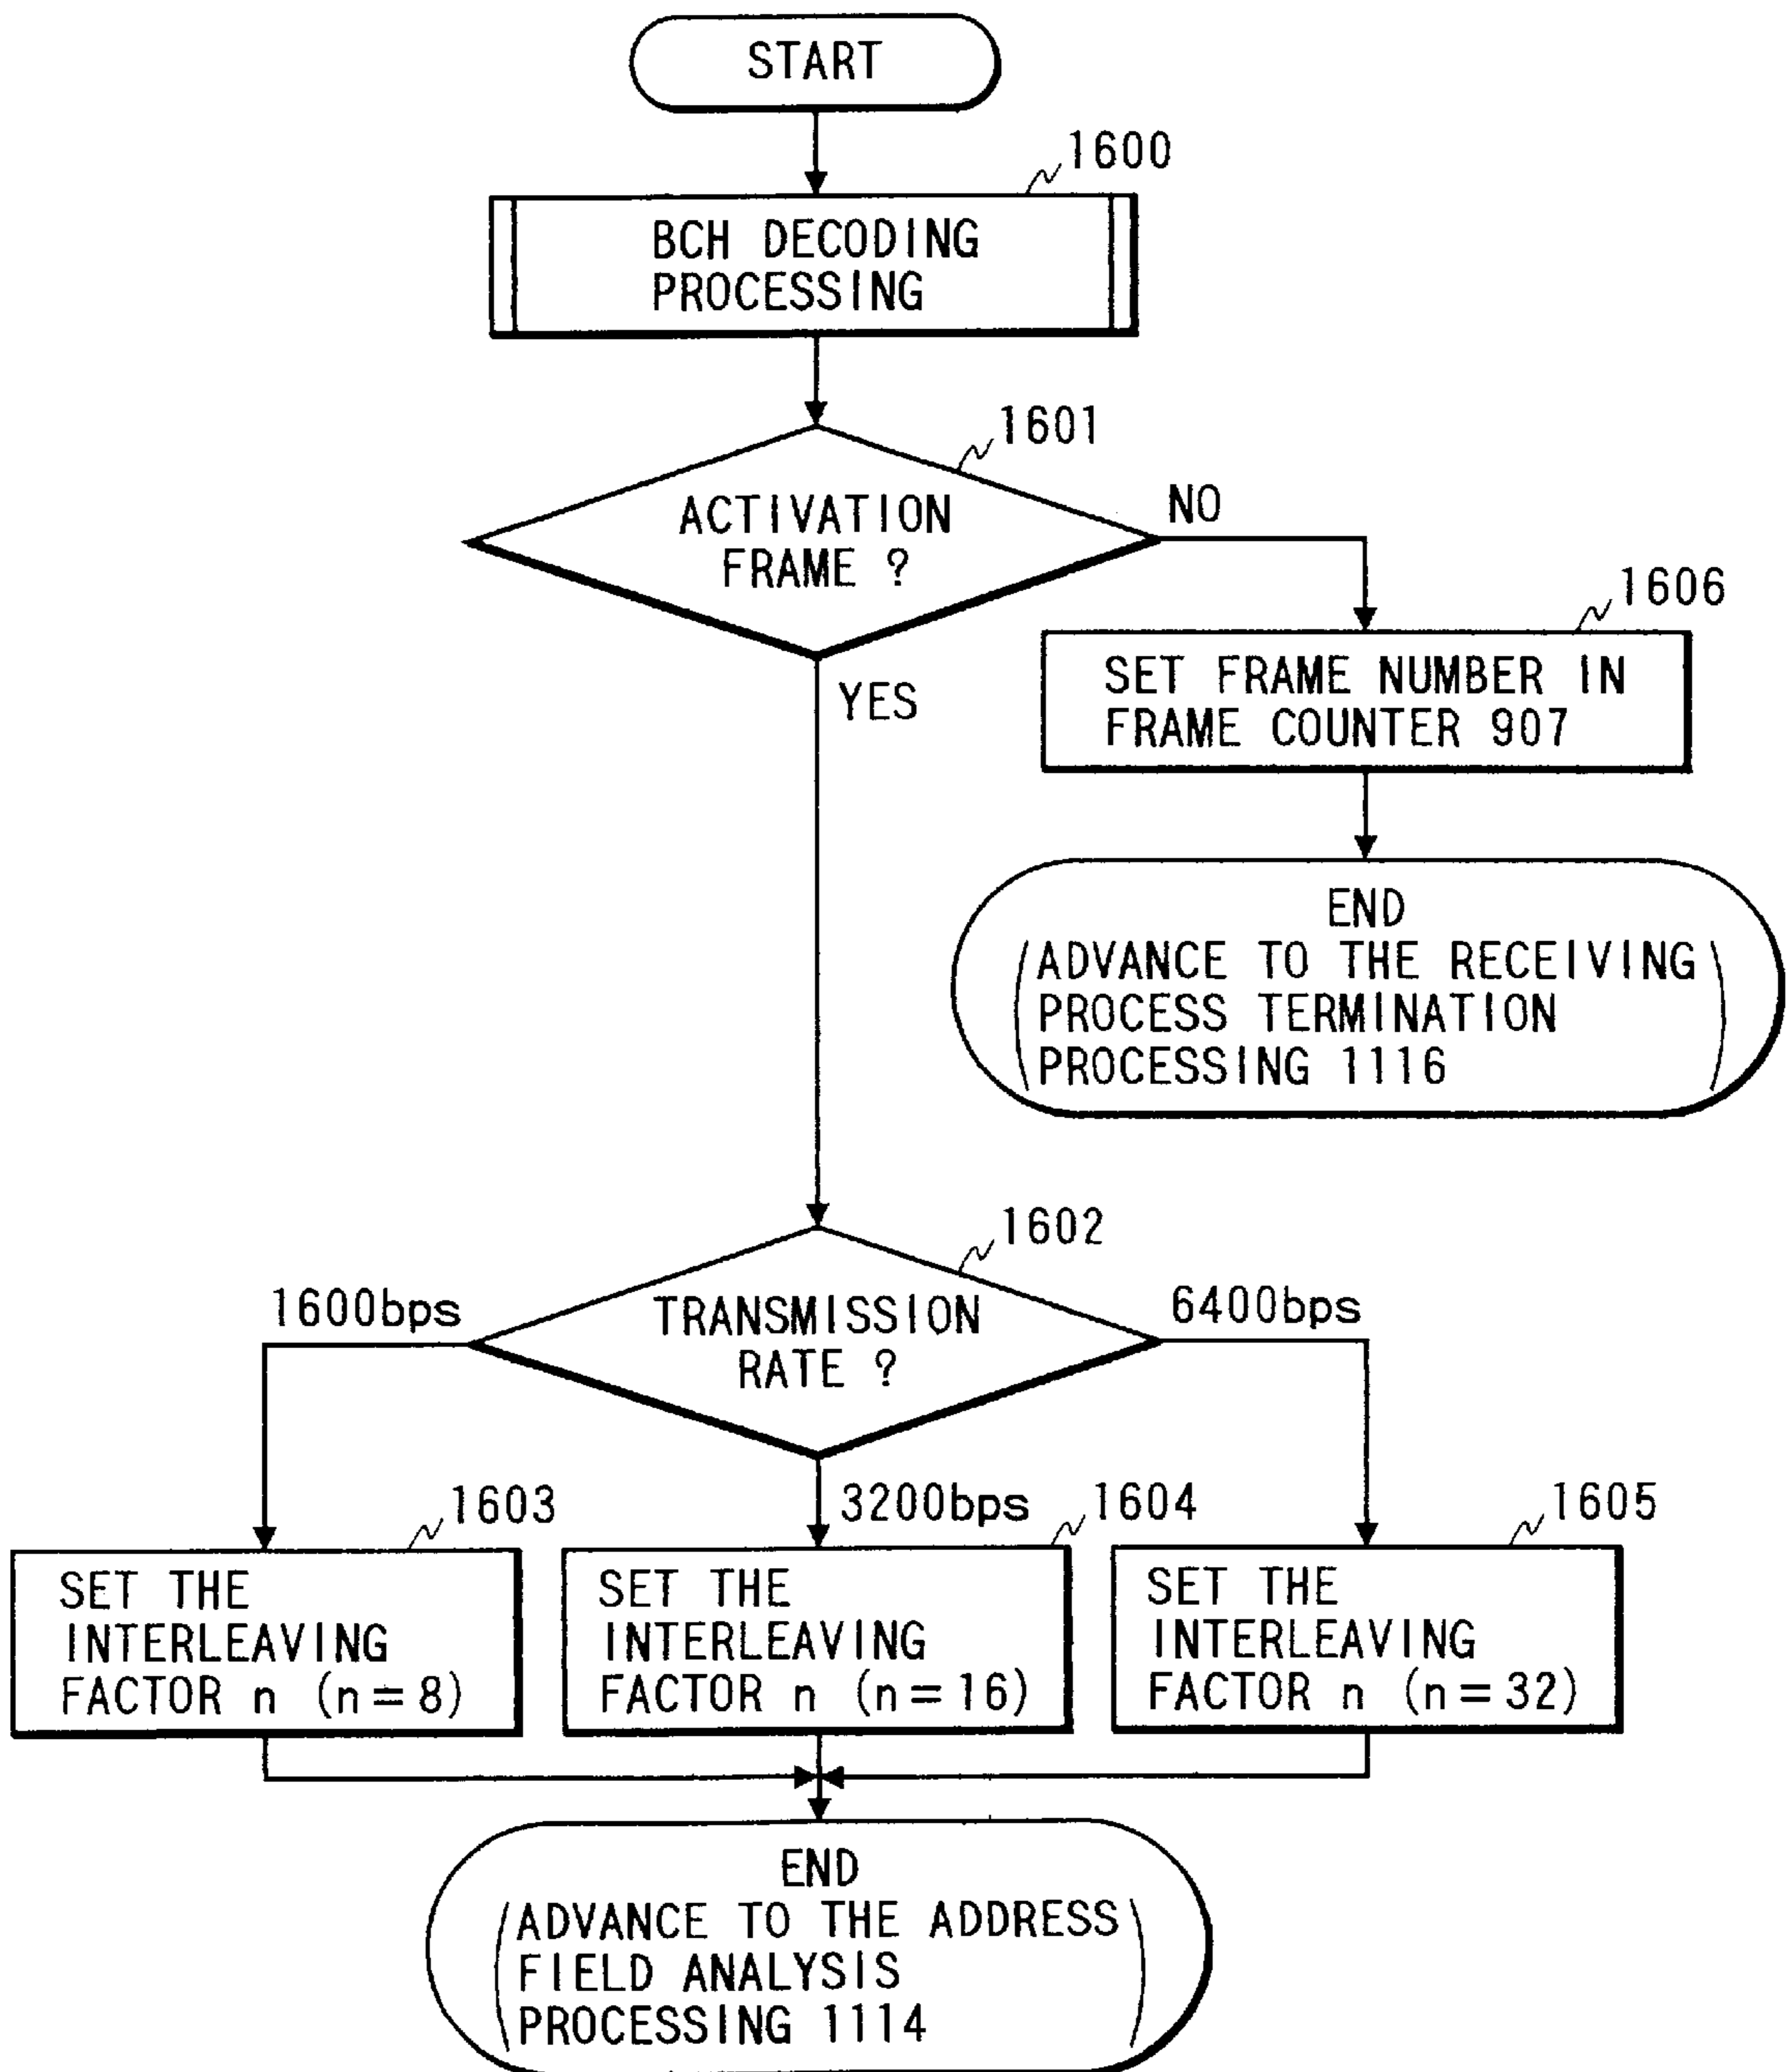 START
1600
BCH DECODING
PROCESSING
1601
ACTIVATION
FRAME ?
NO
YES
1606
SET FRAME NUMBER IN
FRAME COUNTER 907
END
(ADVANCE TO THE RECEIVING
PROCESS TERMINATION
PROCESSING 1116)
1602
TRANSMISSION
RATE ?
1600bps
6400bps
3200bps
1603
SET THE
INTERLEAVING
FACTOR n (n=8)
1604
SET THE
INTERLEAVING
FACTOR n (n=16)
1605
SET THE
INTERLEAVING
FACTOR n (n=32)
END
(ADVANCE TO THE ADDRESS
FIELD ANALYSIS
PROCESSING 1114)